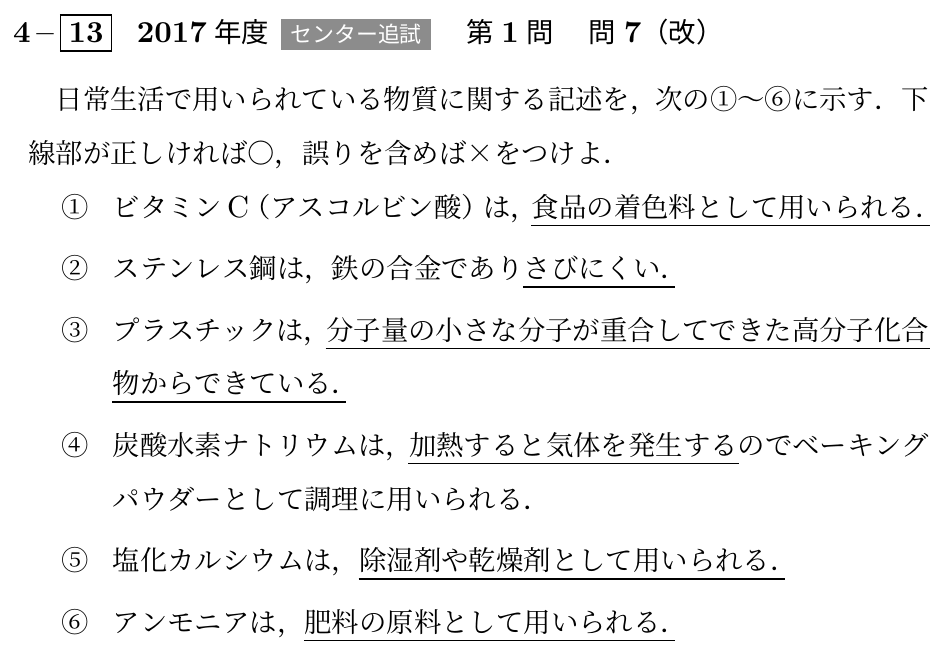 4－13 2017年度 センター追試 第1問 問7（改）
日常生活で用いられている物質に関する記述を，次の①～⑥に示す．下
線部が正しければ○，誤りを含めば×をつけよ．
① ビタミンC（アスコルビン酸）は，食品の着色料として用いられる．
② ステンレス鋼は，鉄の合金でありさびにくい．
③ プラスチックは，分子量の小さな分子が重合してできた高分子化合
物からできている．
④ 炭酸水素ナトリウムは，加熱すると気体を発生するのでベーキング
パウダーとして調理に用いられる．
⑤ 塩化カルシウムは，除湿剤や乾燥剤として用いられる．
⑥ アンモニアは，肥料の原料として用いられる．